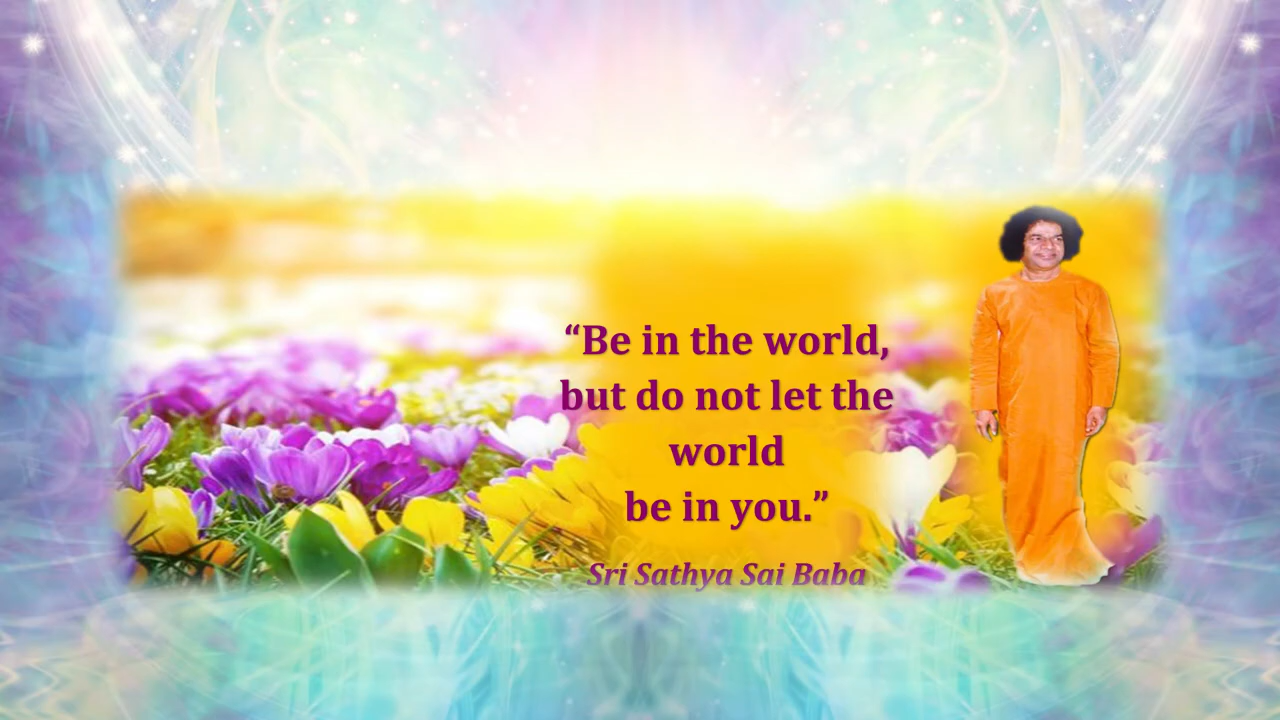 “Be in the world,
but do not let the
world
be in you.”
Sri Sathya Sai Baba